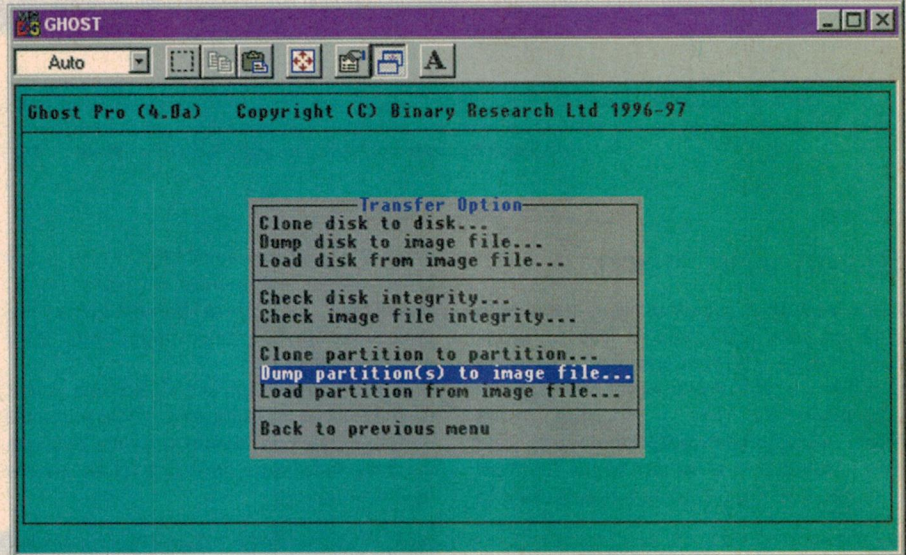 GHOST
Auto
A
Ghost Pro (4.0a) Copyright (C) Binary Research Ltd 1996-97
Transfer Option
Clone disk to disk...
Dump disk to image file...
Load disk from image file...
Check disk integrity...
Check image file integrity...
Clone partition to partition...
Dump partition(s) to image file...
Load partition from image file...
Back to previous menu